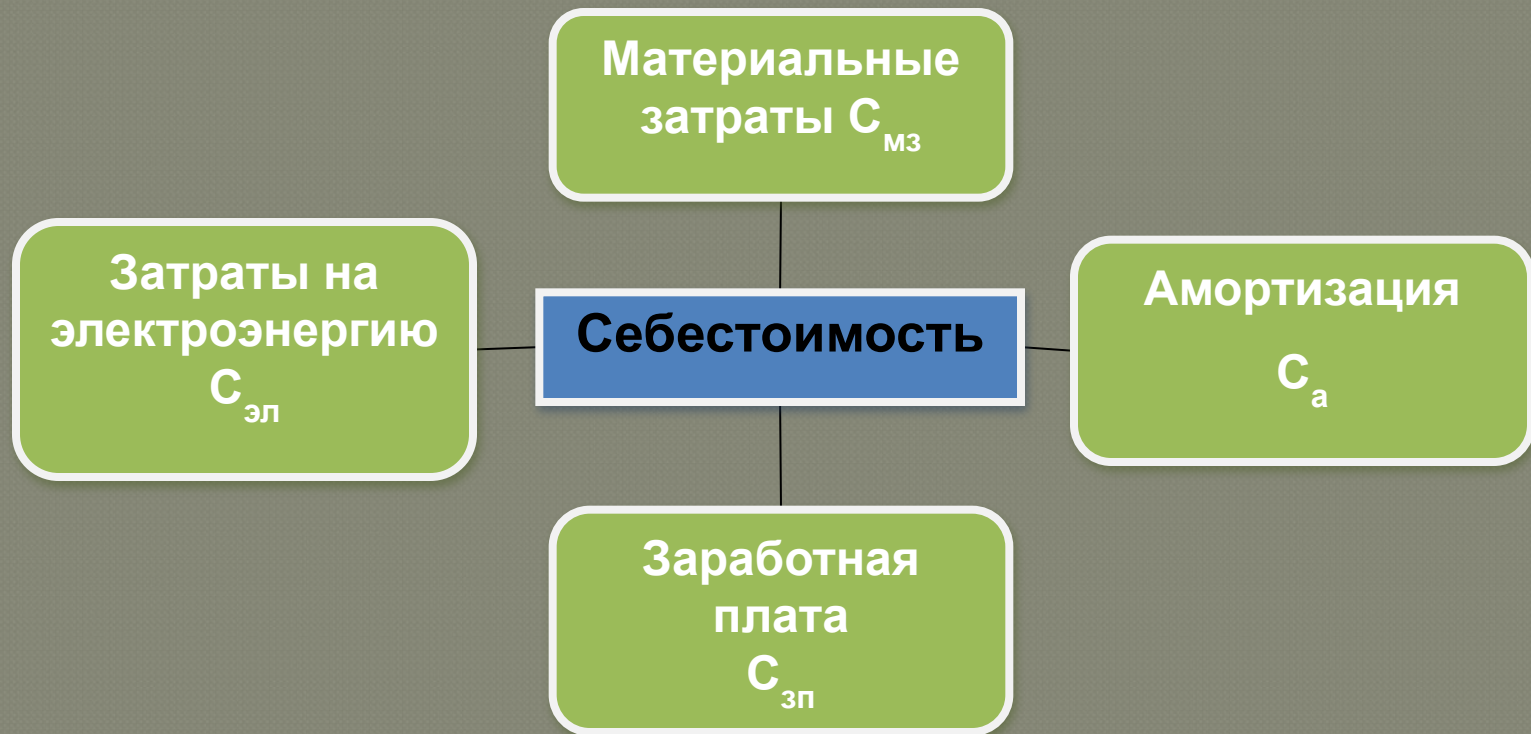 Материальные
затраты Смз
Затраты на
электроэнергию
Сэл
Себестоимость
Амортизация
Са
Заработная
плата
Сзп